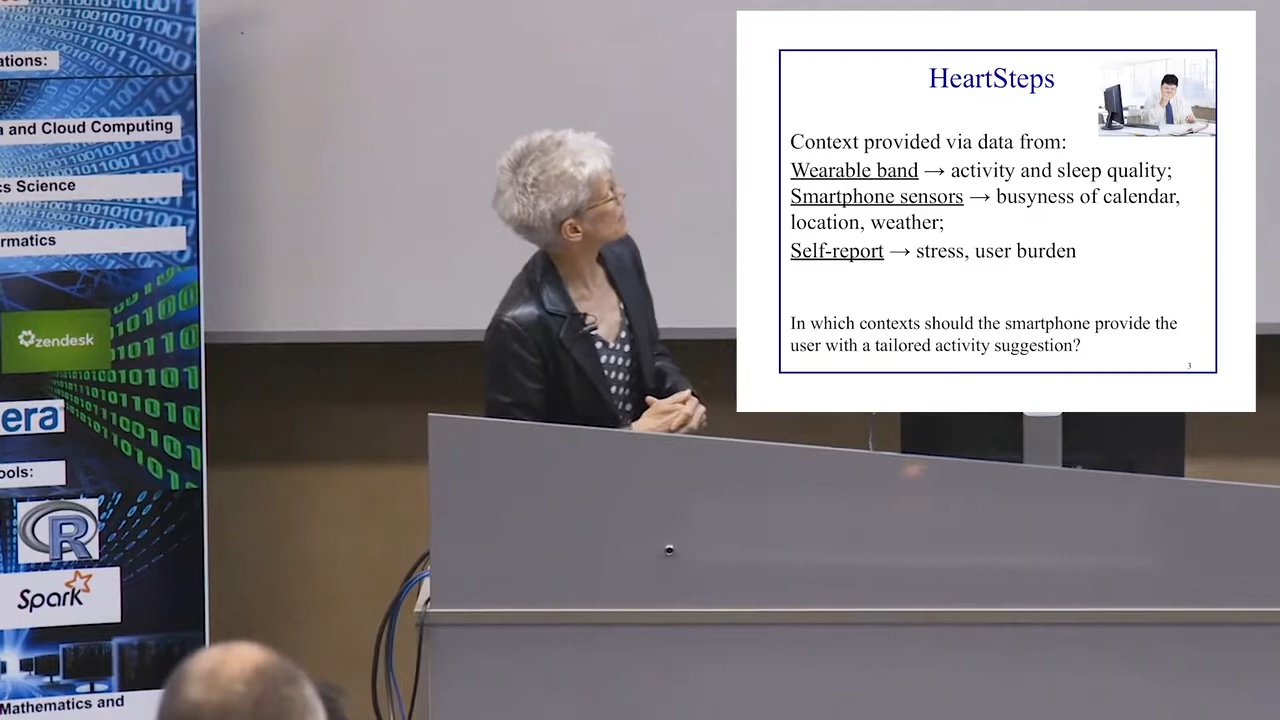 ations:
a and Cloud Computing
cs Science
rmatics
zendesk
era
ools:
R
Spark
Mathematics and
HeartSteps
Context provided via data from:
Wearable band → activity and sleep quality;
Smartphone sensors → busyness of calendar,
location, weather;
Self-report → stress, user burden
In which contexts should the smartphone provide the
user with a tailored activity suggestion?
3